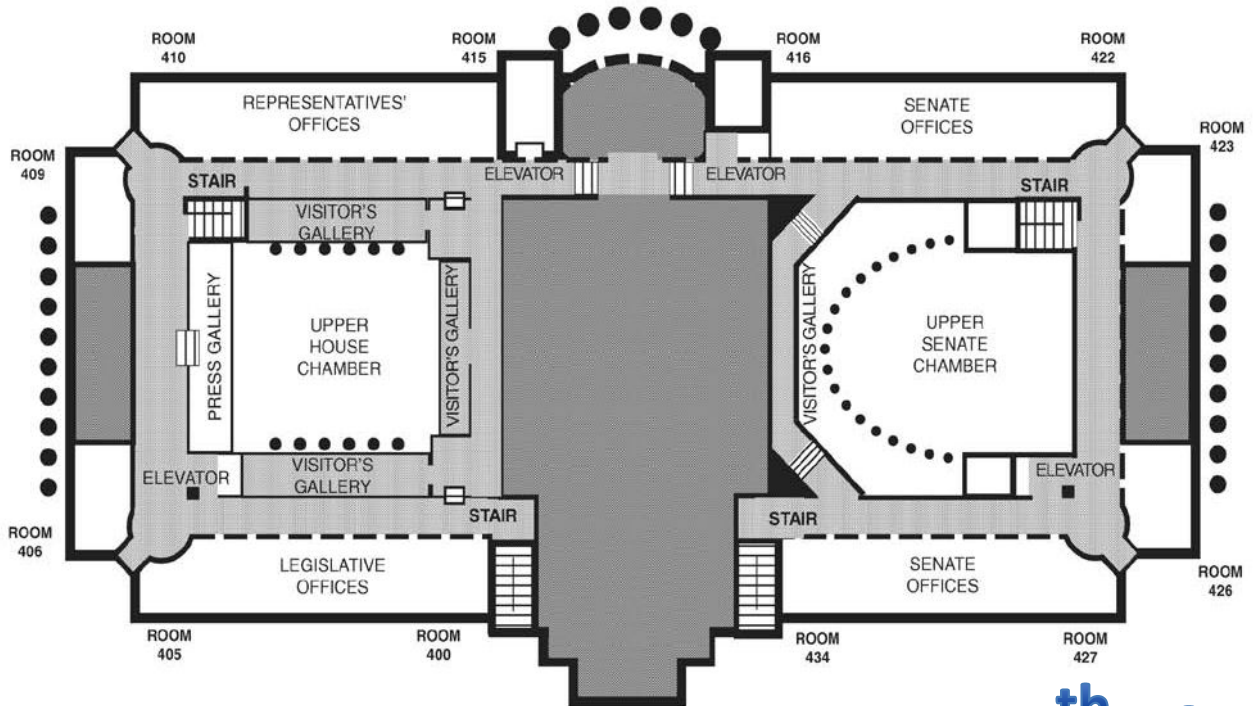 ROOM
410
ROOM
415
ROOM
416
ROOM
422
REPRESENTATIVES'
OFFICES
SENATE
OFFICES
ROOM
409
ROOM
423
ELEVATOR
ELEVATOR
STAIR
STAIR
VISITOR'S
GALLERY
PRESS GALLERY
UPPER
HOUSE
CHAMBER
VISITOR'S GALLERY
VISITOR'S GALLERY
UPPER
SENATE
CHAMBER
VISITOR'S
GALLERY
ELEVATOR
ELEVATOR
STAIR
STAIR
ROOM
406
LEGISLATIVE
OFFICES
SENATE
OFFICES
ROOM
426
ROOM
405
ROOM
400
ROOM
434
ROOM
427
th